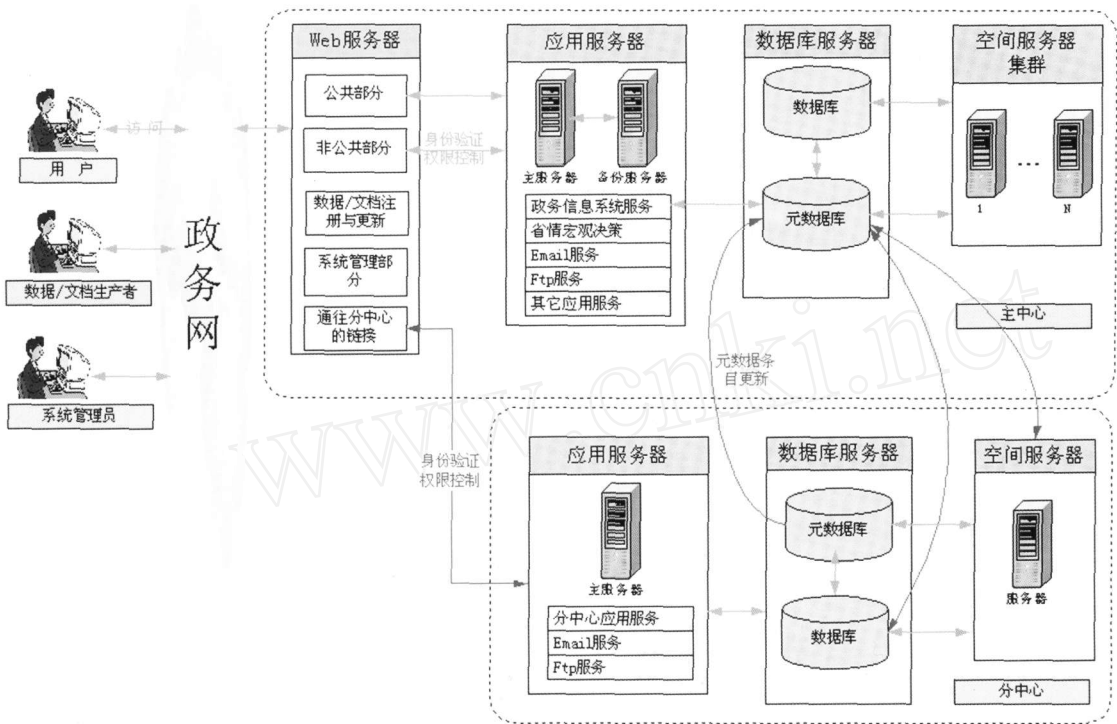 Web服务器
公共部分
非公共部分
数据/文档注
册与更新
系统管理部
分
通往分中心
的链接
应用服务器
主服务器
备份服务器
政务信息系统服务
省情宏观决策
Email服务
Ftp服务
其它应用服务
数据库服务器
数据库
元数据库
空间服务器
集群
1
...
N
主中心
访问
用户
数据/文档生产者
系统管理员
政
务
网
身份验证
权限控制
元数据条
目更新
身份验证
权限控制
应用服务器
主服务器
分中心应用服务
Email服务
Ftp服务
数据库服务器
元数据库
数据库
空间服务器
服务器
分中心
www.cnki.net